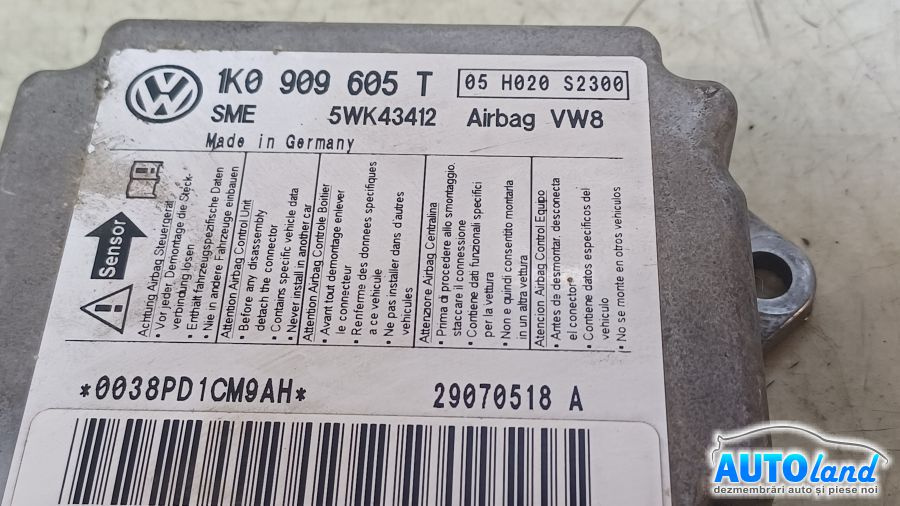 1K0 909 605 T
05 H020 S2300
SME 5WK43412 Airbag VW8
Made in Germany
Sensor
Achtung Airbag Steuergerät
• Vor jeder Demontage die Steck-
verbindung lösen
• Enthält fahrzeugspezifische Daten
• Nie in andere Fahrzeuge einbauen
Attention Airbag Control Unit
• Before any disassembly
detach the connector
• Contains specific vehicle data
• Never install in another car
Attention Airbag Controle Boitier
• Avant tout demontage enlever
le connecteur
• Renferme des données specifiques
a ce vehicule
• Ne pas installer dans d'autres
vehicules
Attenzione Airbag Centralina
• Prima di procedere allo smontaggio.
staccare il connessione
• Contiene dati funzionali specifici
per la vettura
• Non e quindi consentito montarla
in un altra vettura
Atencion Airbag Control Equipo
• Antes de desmontar, desconecta
el conector
• Contiene datos especificos del
vehiculo
• No se monte en otros vehiculos
*0038PD1CM9AH* 29070518 A
AUTOland
dezmembrări auto și piese noi